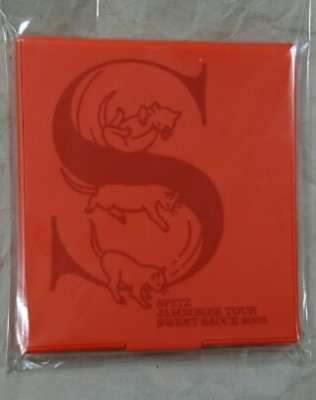 S
SPITZ
JAMBOREE TOUR
SWEET SAUCE 2005